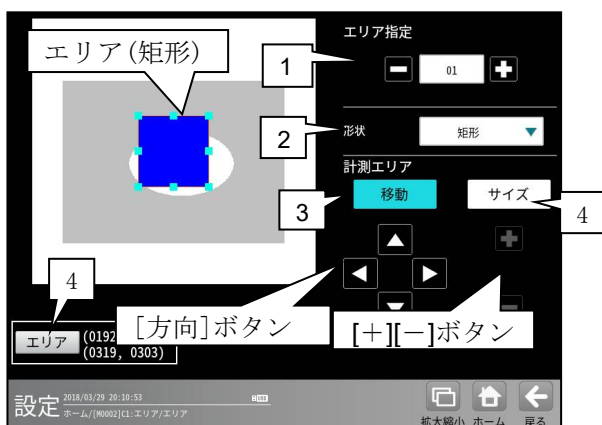 エリア(矩形)
エリア指定
1
01
2
形状
矩形
計測エリア
3
移動
サイズ
4
4
[方向]ボタン
[＋][－]ボタン
エリア
(0192
(0319, 0303)
設定
2018/03/29 20:10:53
ホーム/[M0002]C1:エリア/エリア
拡大縮小
ホーム
戻る